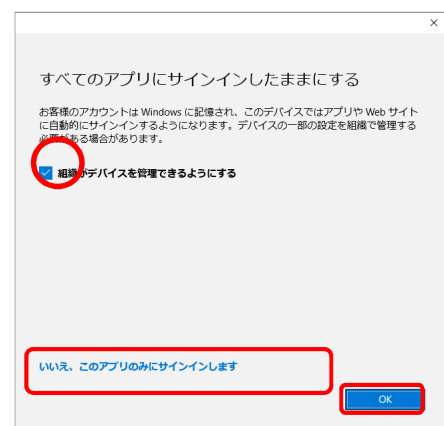 すべてのアプリにサインインしたままにする
お客様のアカウントは Windows に記憶され、このデバイスではアプリや Web サイト
に自動的にサインインするようになります。デバイスの一部の設定を組織で管理する
必要がある場合があります。
組織がデバイスを管理できるようにする
いいえ、このアプリのみにサインインします
OK